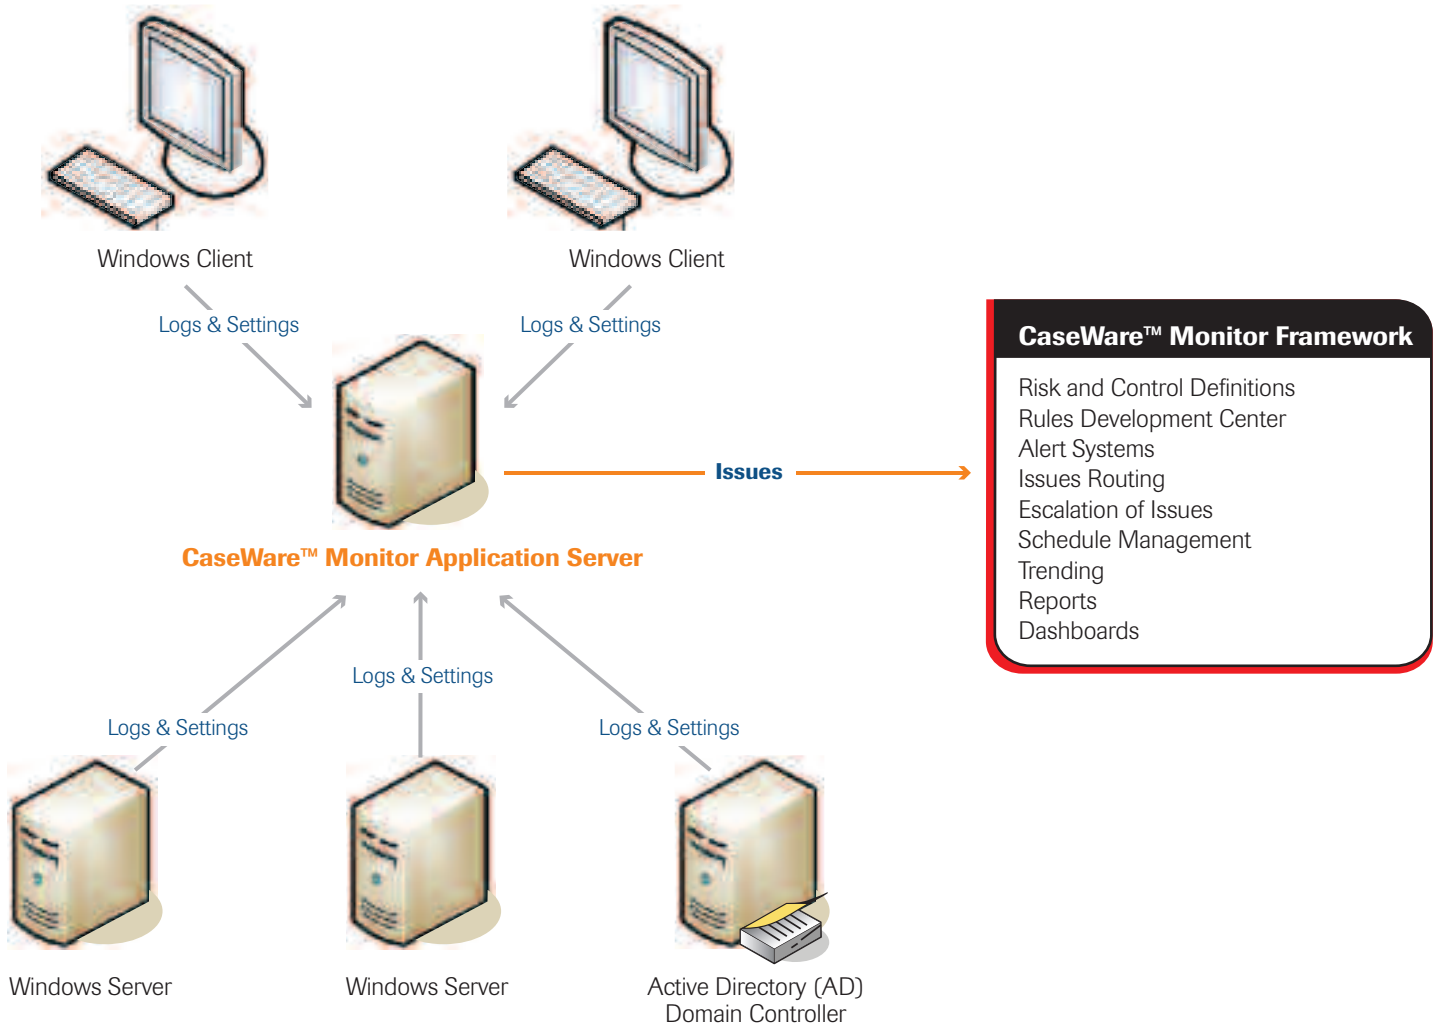 Windows Client
Windows Client
Logs & Settings
Logs & Settings
CaseWare™ Monitor Framework
Risk and Control Definitions
Rules Development Center
Alert Systems
Issues Routing
Escalation of Issues
Schedule Management
Trending
Reports
Dashboards
Issues
CaseWare™ Monitor Application Server
Logs & Settings
Logs & Settings
Logs & Settings
Windows Server
Windows Server
Active Directory (AD)
Domain Controller